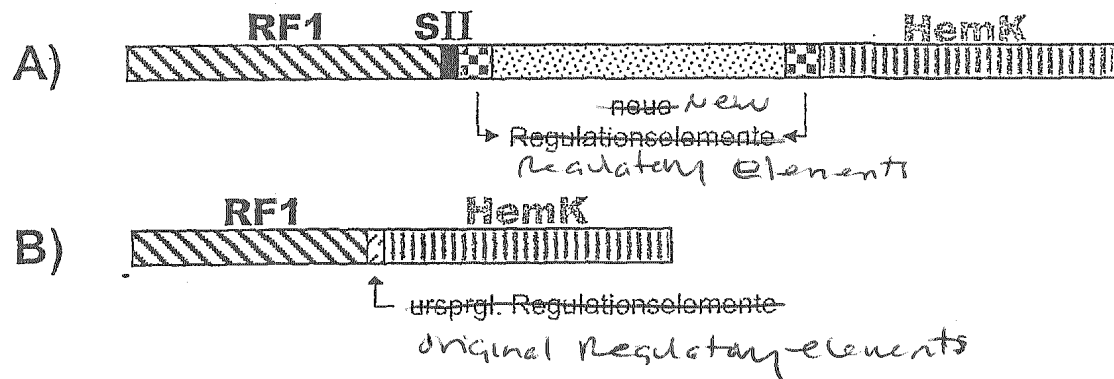 RF1 SII HemK
A)
neue New
Regulationselemente
Regulatory Elements
RF1 HemK
B)
ursprgl. Regulationselemente
original Regulatory elements